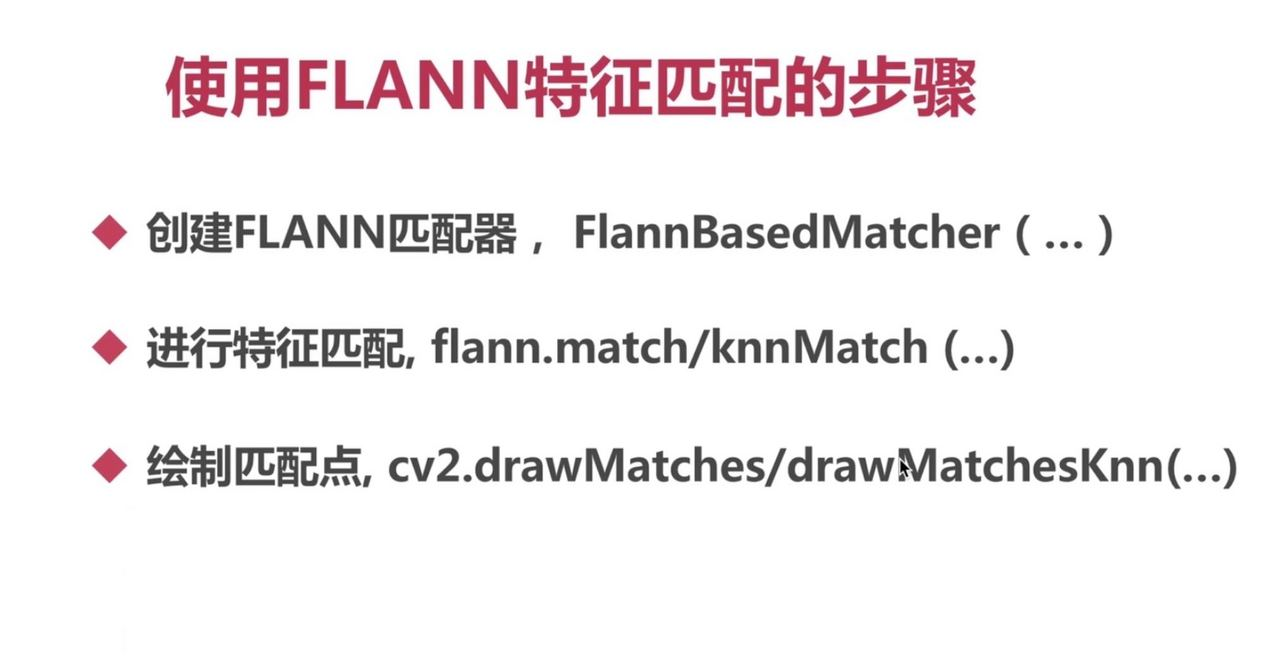 使用FLANN特征匹配的步骤
创建FLANN匹配器， FlannBasedMatcher ( ... )
进行特征匹配, flann.match/knnMatch (...)
绘制匹配点, cv2.drawMatches/drawMatchesKnn(...)